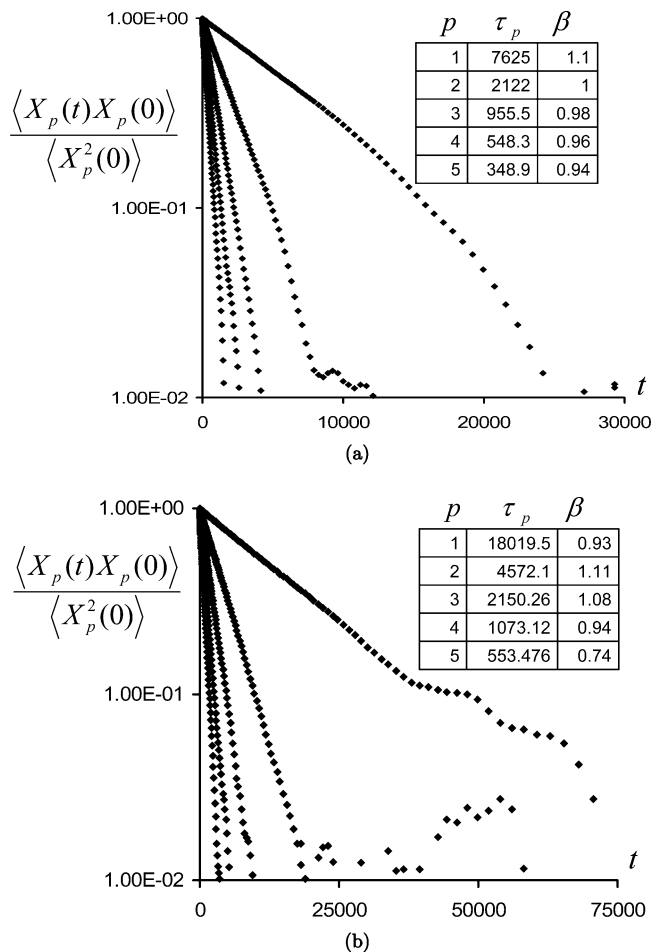 p τ_p β
1 7625 1.1
2 2122 1
3 955.5 0.98
4 548.3 0.96
5 348.9 0.94
⟨X_p(t)X_p(0)⟩
⟨X_p^2(0)⟩
1.00E+00
1.00E-01
1.00E-02
0 10000 20000 30000
t
(a)
p τ_p β
1 18019.5 0.93
2 4572.1 1.11
3 2150.26 1.08
4 1073.12 0.94
5 553.476 0.74
⟨X_p(t)X_p(0)⟩
⟨X_p^2(0)⟩
1.00E+00
1.00E-01
1.00E-02
0 25000 50000 75000
t
(b)